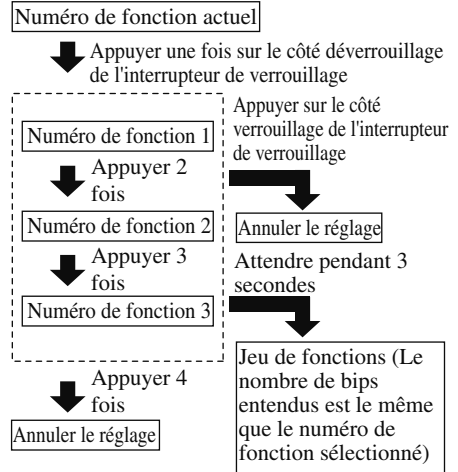 Numéro de fonction actuel
Appuyer une fois sur le côté déverrouillage
de l'interrupteur de verrouillage
Numéro de fonction 1
Appuyer 2
fois
Numéro de fonction 2
Appuyer 3
fois
Numéro de fonction 3
Appuyer 4
fois
Annuler le réglage
Appuyer sur le côté
verrouillage de l'interrupteur
de verrouillage
Annuler le réglage
Attendre pendant 3
secondes
Jeu de fonctions (Le
nombre de bips
entendus est le même
que le numéro de
fonction sélectionné)